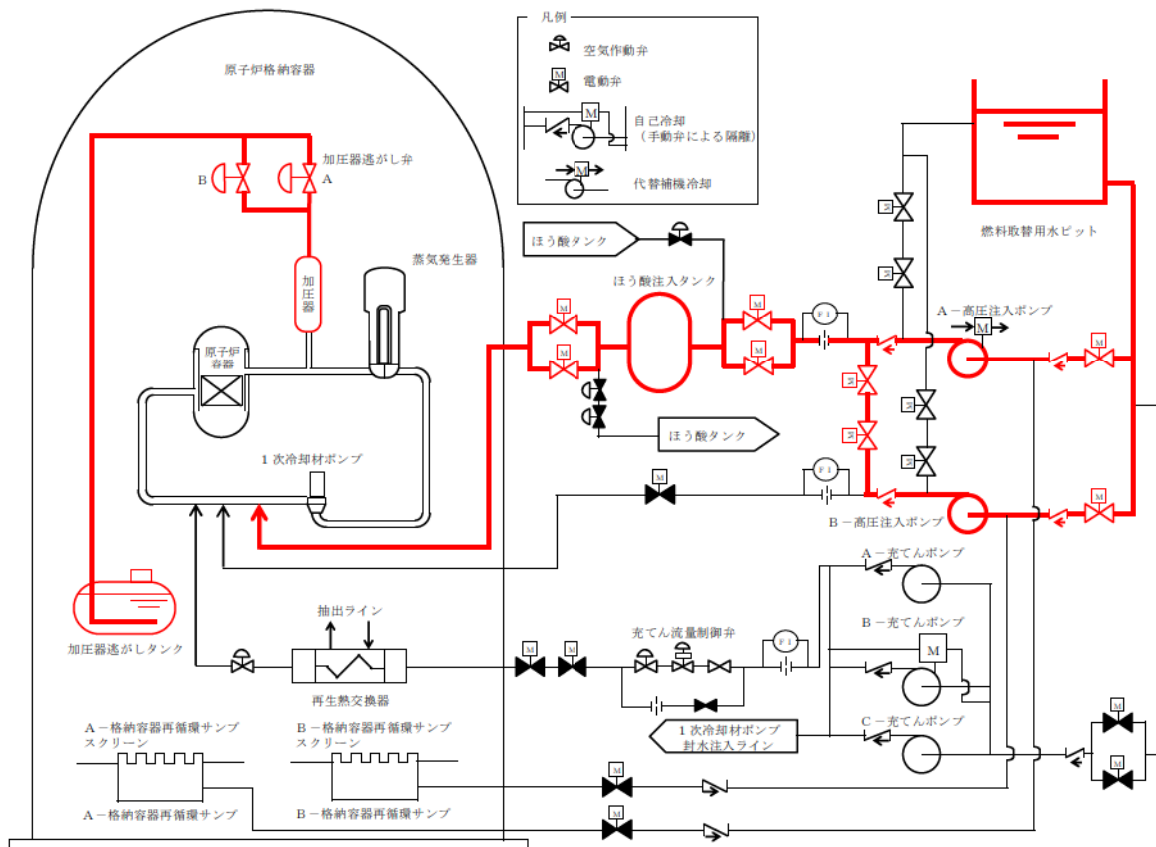 凡例
空気作動弁
M
電動弁
M
自己冷却
(手動弁による隔離)
M
代替補機冷却
原子炉格納容器
加圧器逃がし弁
B
A
加圧器
蒸気発生器
原子炉
容器
1次冷却材ポンプ
加圧器逃がしタンク
ほう酸タンク
ほう酸注入タンク
M
M
M
M
FI
ほう酸タンク
燃料取替用水ピット
M
M
A-高圧注入ポンプ
M
M
M
M
M
M
M
FI
M
B-高圧注入ポンプ
A-充てんポンプ
抽出ライン
充てん流量制御弁
FI
B-充てんポンプ
M
M
M
再生熱交換器
1次冷却材ポンプ
封水注入ライン
C-充てんポンプ
M
M
A-格納容器再循環サンプ
スクリーン
B-格納容器再循環サンプ
スクリーン
M
A-格納容器再循環サンプ
B-格納容器再循環サンプ
M